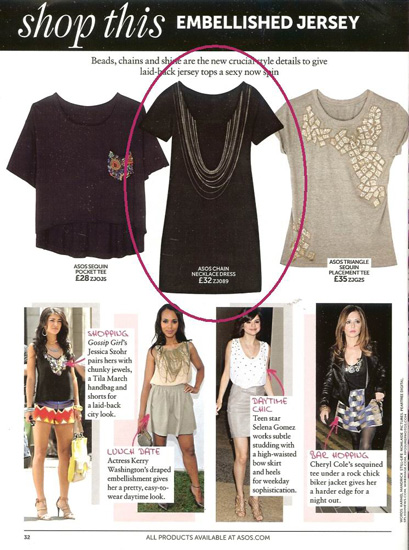 shop this EMBELLISHED JERSEY
Beads, chains and shine are the new crucial style details to give
laid-back jersey tops a sexy now spin
ASOS SEQUIN
POCKET TEE
£28 ZJOJ5
ASOS CHAIN
NECKLACE DRESS
£32 ZJ089
ASOS TRIANGLE
SEQUIN
PLACEMENT TEE
£35 ZJG25
SHOPPING
Gossip Girl's
Jessica Szohr
pairs hers with
chunky jewels,
a Tila March
handbag and
shorts for
a laid-back
city look.
LUNCH DATE
Actress Kerry
Washington's draped
embellishment gives
her a pretty, easy-to-
wear daytime look.
DAYTIME
CHIC
Teen star
Selena Gomez
works subtle
studding with
a high-waisted
bow skirt
and heels
for weekday
sophistication.
BAR HOPPING
Cheryl Cole's sequined
tee under a rock chick
biker jacket gives her
a harder edge for a
night out.
32
ALL PRODUCTS AVAILABLE AT ASOS.COM